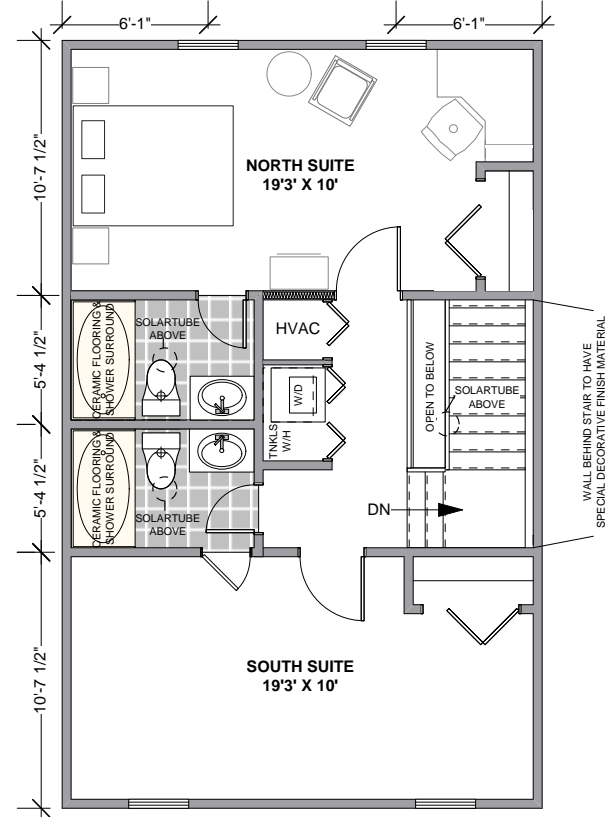 6'-1"
6'-1"
10'-7 1/2"
NORTH SUITE
19'3' X 10'
CERAMIC FLOORING &
SHOWER SURROUND
SOLARTUBE
ABOVE
HVAC
5'-4 1/2"
W/D
TNKLS
W/H
OPEN TO BELOW
SOLARTUBE
ABOVE
WALL BEHIND STAIR TO HAVE
SPECIAL DECORATIVE FINISH MATERIAL
CERAMIC FLOORING &
SHOWER SURROUND
SOLARTUBE
ABOVE
5'-4 1/2"
DN
10'-7 1/2"
SOUTH SUITE
19'3' X 10'